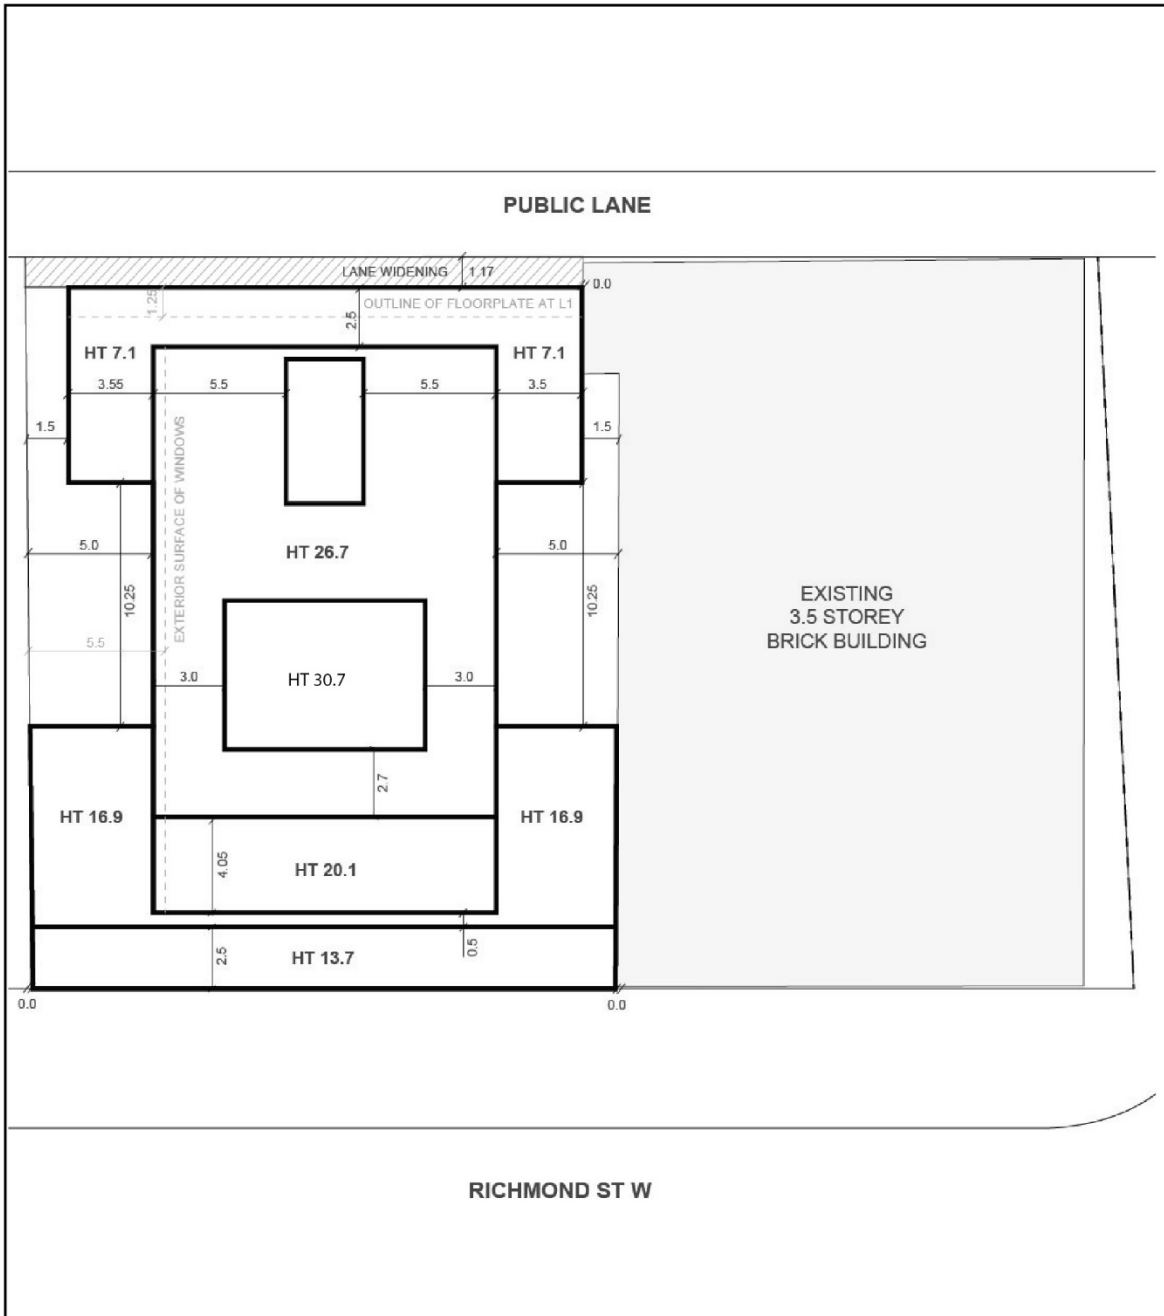 PUBLIC LANE
LANE WIDENING 1.17
0.0
1.25
OUTLINE OF FLOORPLATE AT L1
2.5
HT 7.1
HT 7.1
3.55
5.5
5.5
3.5
1.5
1.5
EXTERIOR SURFACE OF WINDOWS
5.0
HT 26.7
5.0
10.25
10.25
EXISTING
3.5 STOREY
BRICK BUILDING
5.5
3.0
HT 30.7
3.0
2.7
HT 16.9
HT 16.9
4.05
HT 20.1
2.5
HT 13.7
0.5
0.0
0.0
RICHMOND ST W